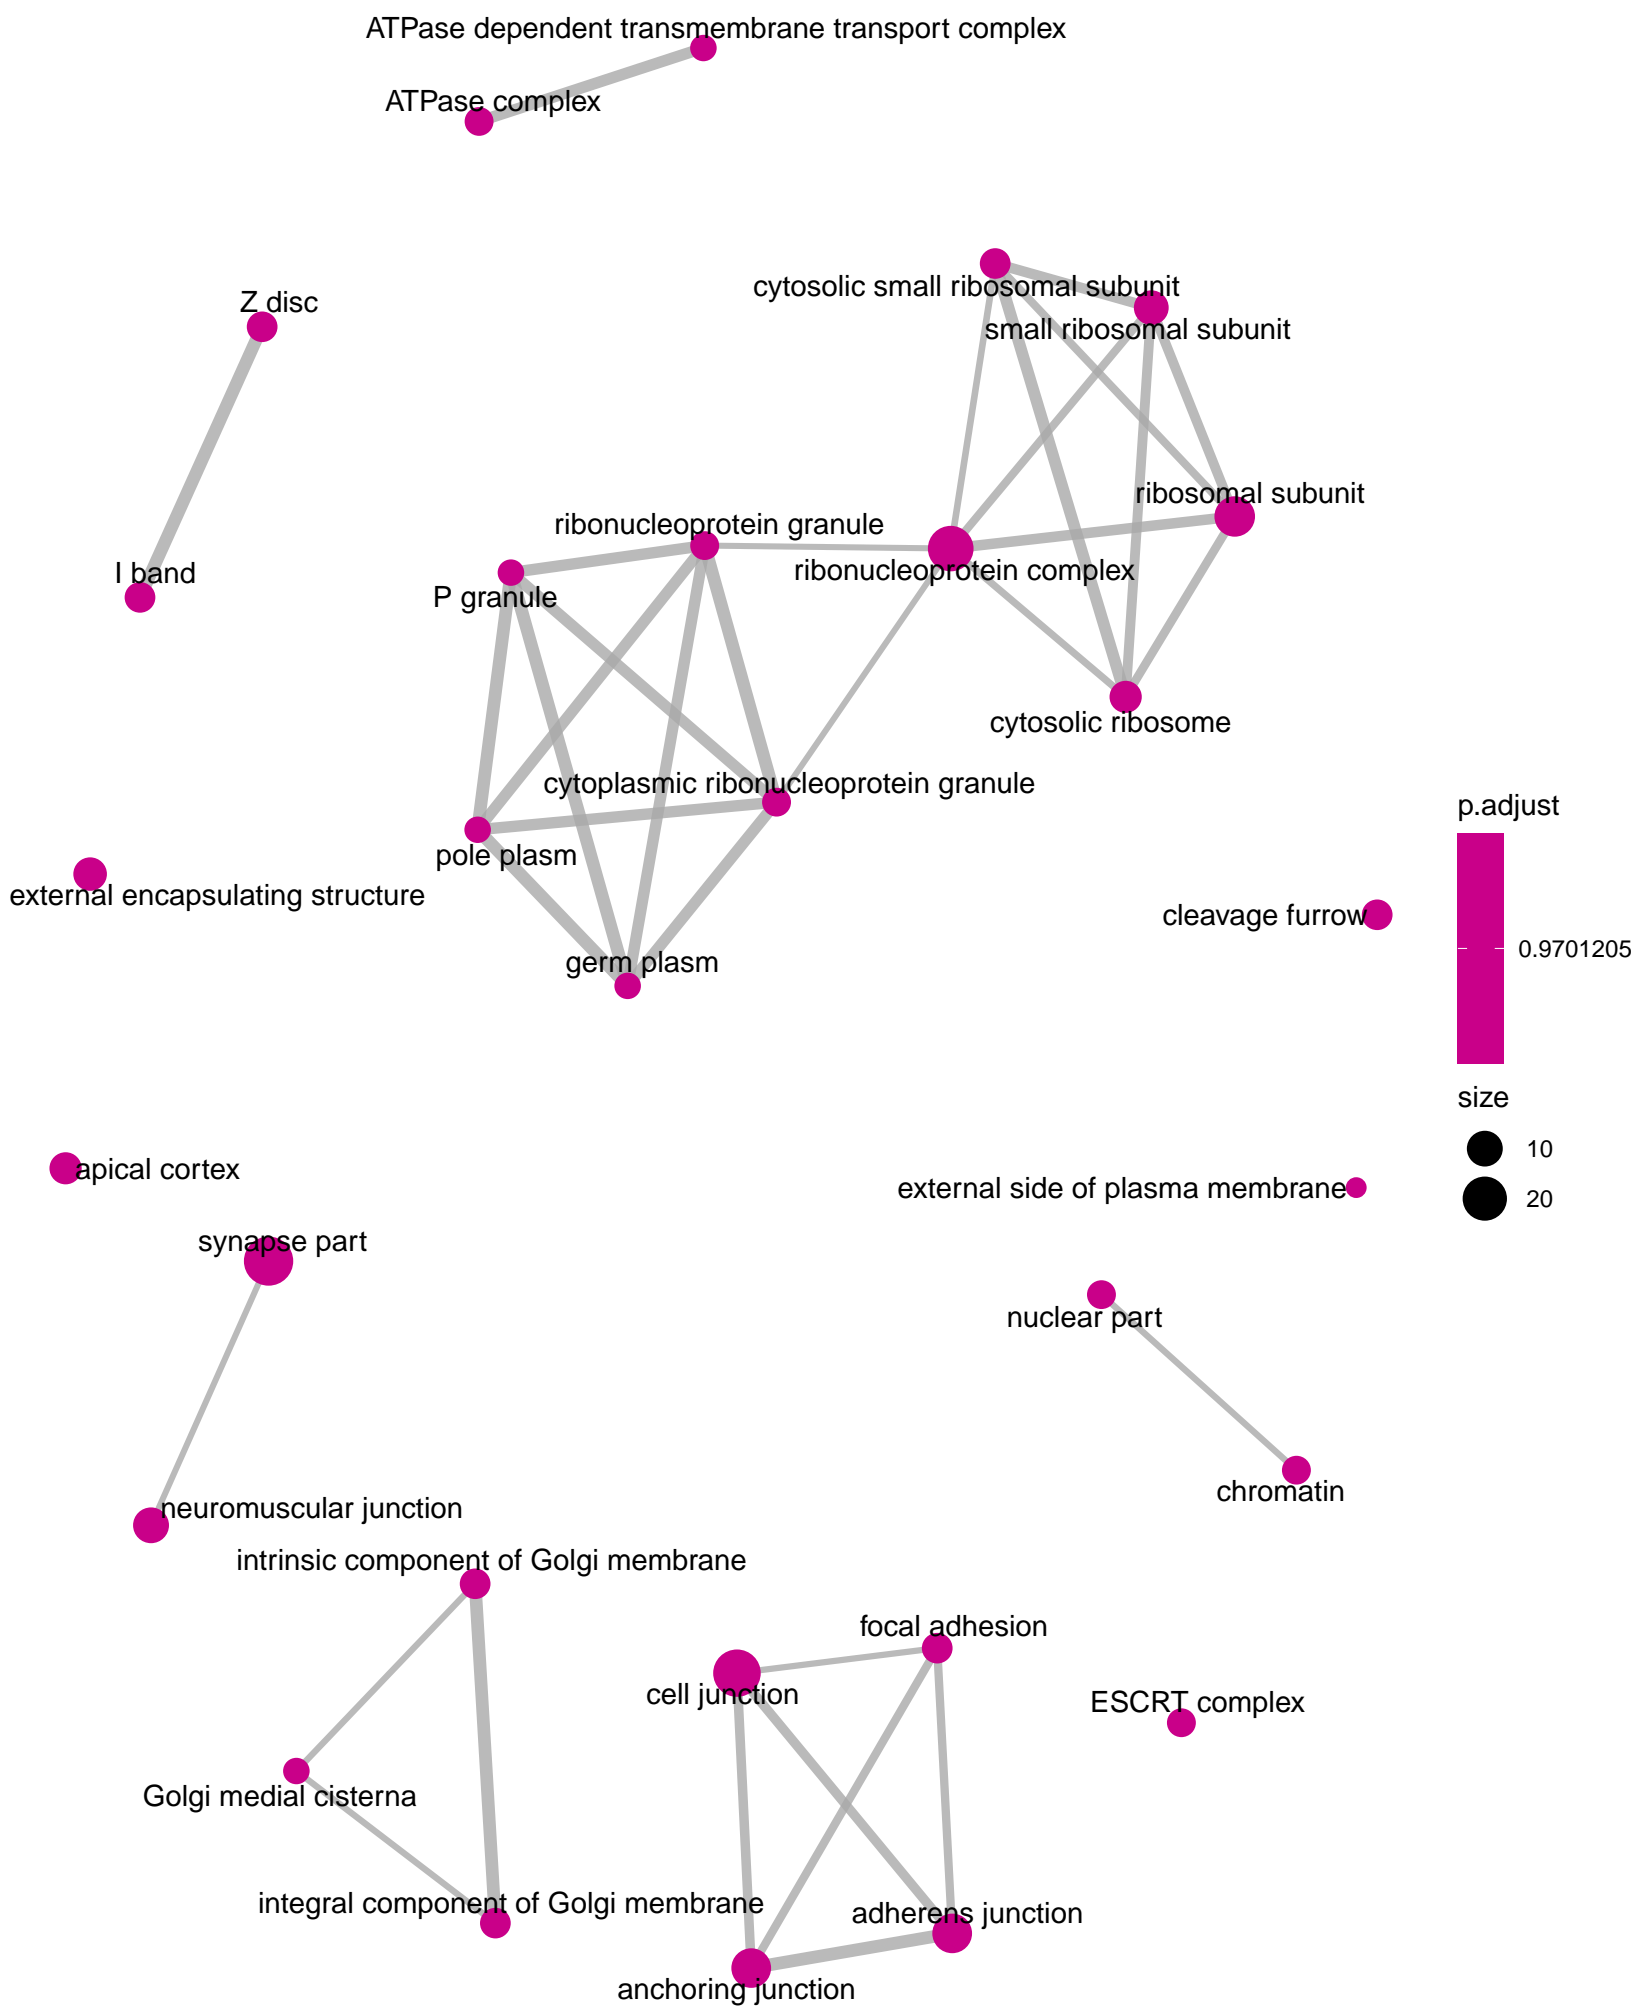 ATPase dependent transmembrane transport complex
ATPase complex
cytosolic small ribosomal subunit
Z disc
small ribosomal subunit
ribosomal subunit
ribonucleoprotein granule
ribonucleoprotein complex
I band
P granule
cytosolic ribosome
cytoplasmic ribonucleoprotein granule
p.adjust
pole plasm
external encapsulating structure
cleavage furrow
0.9701205
germ plasm
size
10
apical cortex
external side of plasma membrane
20
synapse part
nuclear part
chromatin
neuromuscular junction
intrinsic component of Golgi membrane
focal adhesion
cell junction
ESCRT complex
Golgi medial cisterna
integral component of Golgi membrane
adherens junction
anchoring junction